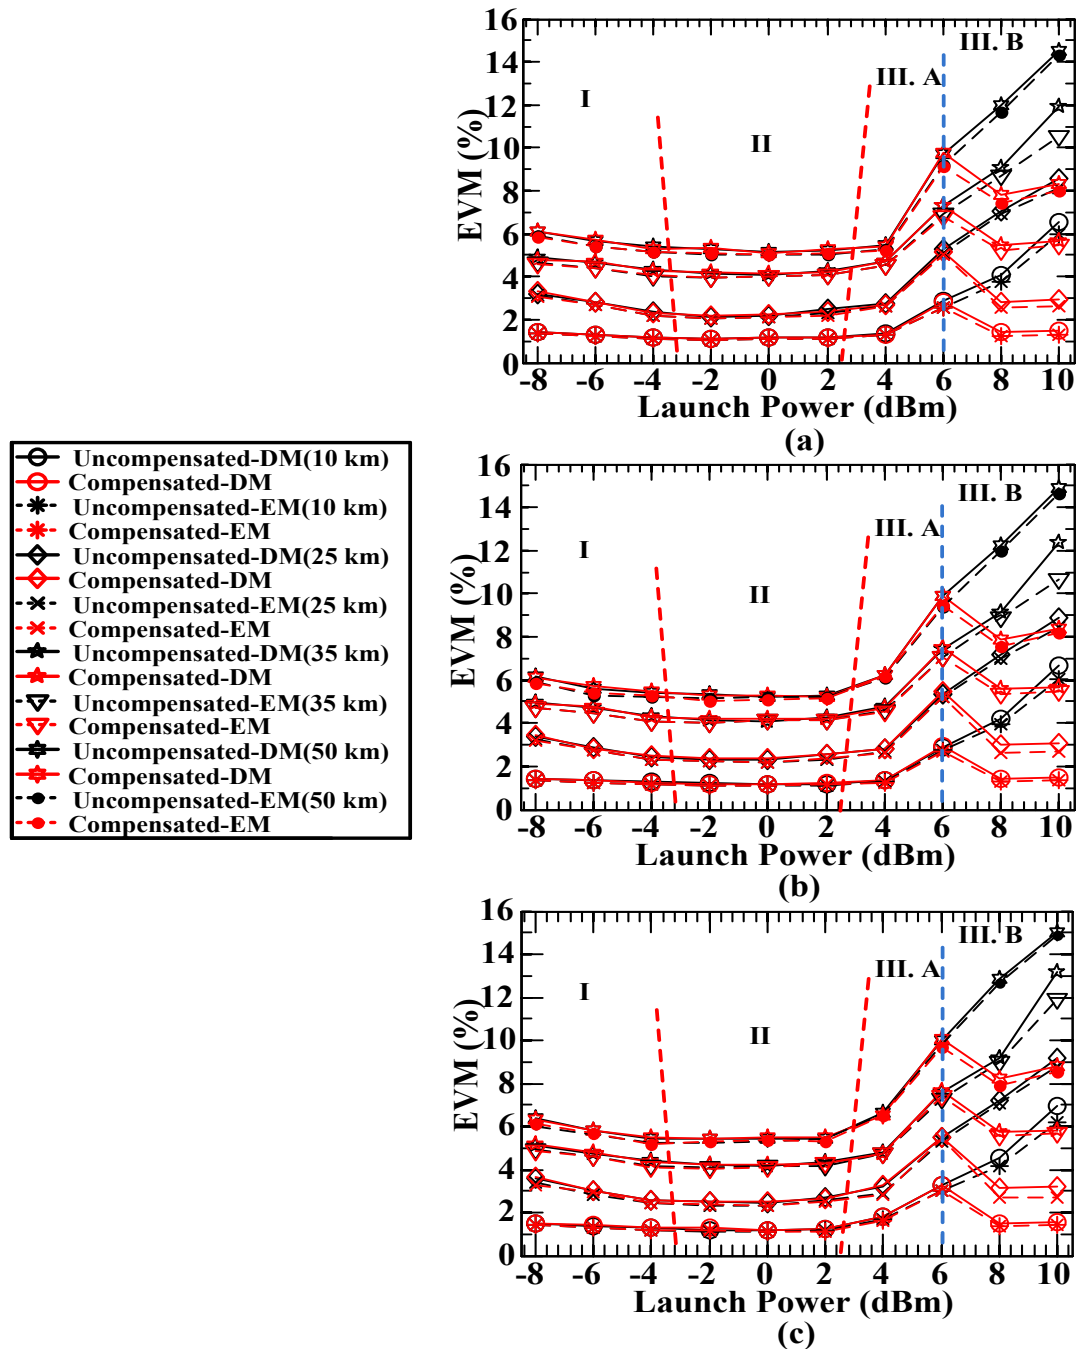 16
14
12
10
8
6
4
2
0
EVM (%)
I
II
III. A
III. B
-8 -6 -4 -2 0 2 4 6 8 10
Launch Power (dBm)
(a)
Uncompensated-DM(10 km)
Compensated-DM
Uncompensated-EM(10 km)
Compensated-EM
Uncompensated-DM(25 km)
Compensated-DM
Uncompensated-EM(25 km)
Compensated-EM
Uncompensated-DM(35 km)
Compensated-DM
Uncompensated-EM(35 km)
Compensated-EM
Uncompensated-DM(50 km)
Compensated-DM
Uncompensated-EM(50 km)
Compensated-EM
16
14
12
10
8
6
4
2
0
EVM (%)
I
II
III. A
III. B
-8 -6 -4 -2 0 2 4 6 8 10
Launch Power (dBm)
(b)
16
14
12
10
8
6
4
2
0
EVM (%)
I
II
III. A
III. B
-8 -6 -4 -2 0 2 4 6 8 10
Launch Power (dBm)
(c)